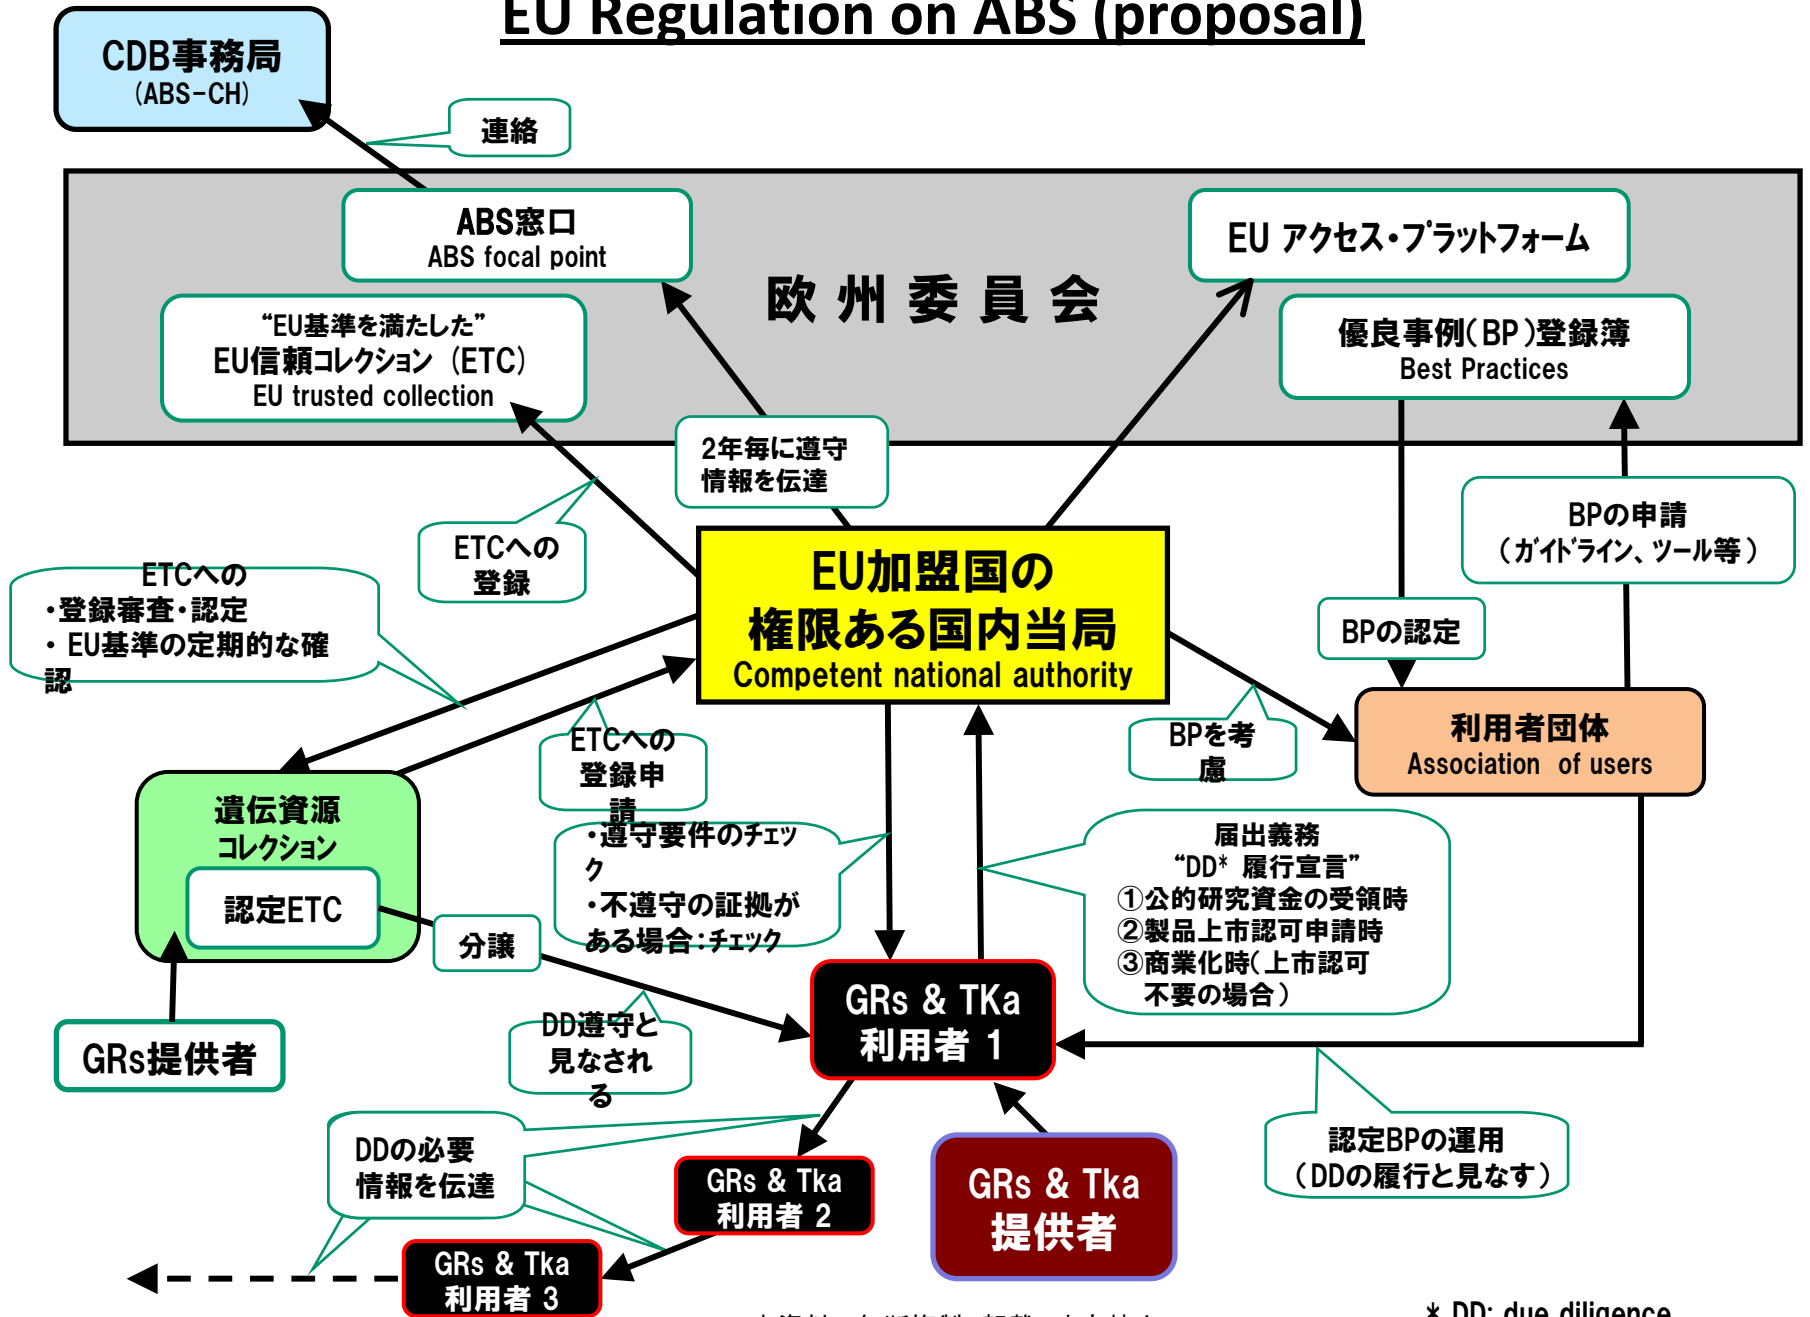 EU Regulation on ABS (proposal)
CDB事務局
(ABS-CH)
連絡
ABS窓口
ABS focal point
EU アクセス・プラットフォーム
欧州委員会
“EU基準を満たした”
EU信頼コレクション (ETC)
EU trusted collection
優良事例(BP)登録簿
Best Practices
2年毎に遵守
情報を伝達
ETCへの
登録
BPの申請
(ガイドライン、ツール等)
ETCへの
・登録審査・認定
・ EU基準の定期的な確
認
EU加盟国の
権限ある国内当局
Competent national authority
BPの認定
ETCへの
登録申
請
BPを考
慮
利用者団体
Association of users
遺伝資源
コレクション
認定ETC
・遵守要件のチェッ
ク
・不遵守の証拠が
ある場合：チェック
届出義務
“DD* 履行宣言”
①公的研究資金の受領時
②製品上市認可申請時
③商業化時(上市認可
不要の場合)
分譲
GRs & TKa
利用者 1
GRs提供者
DD遵守と
見なされ
る
DDの必要
情報を伝達
GRs & Tka
利用者 2
GRs & Tka
提供者
認定BPの運用
(DDの履行と見なす)
GRs & Tka
利用者 3
* DD: due diligence